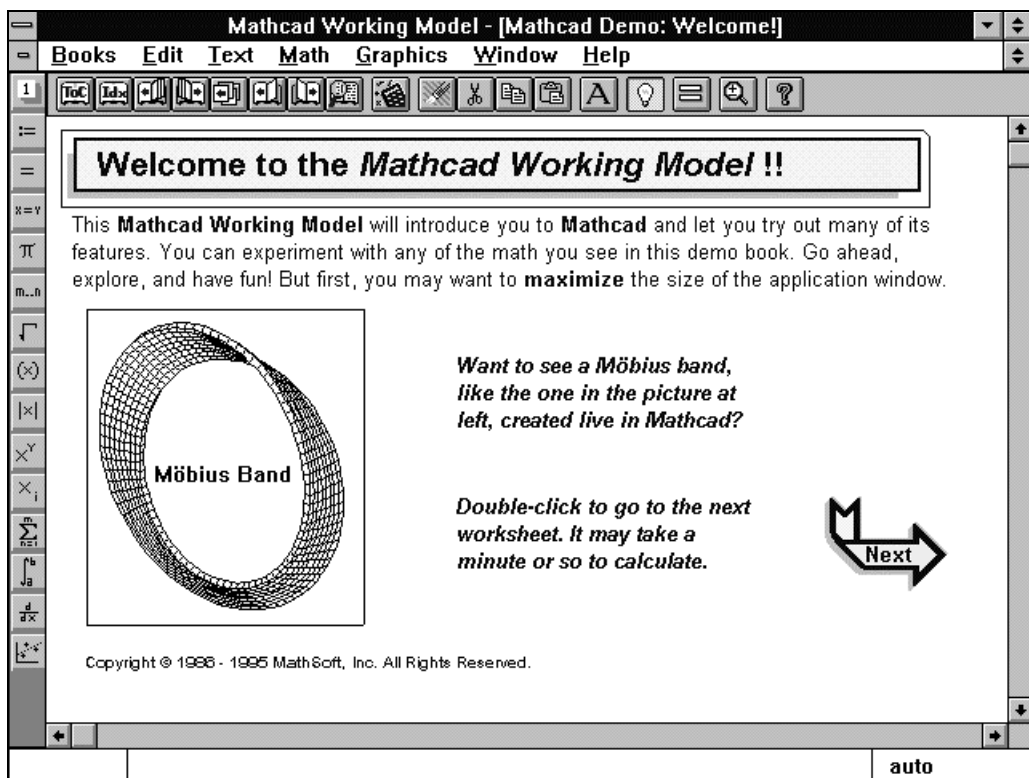 Mathcad Working Model - [Mathcad Demo: Welcome!]
Books Edit Text Math Graphics Window Help
1 ToC Idx A ?
:=
=
x=Y
π
m..n
√
(×)
|×|
×Y
×i
m Σ n=1
∫ b a
d/dx
Welcome to the Mathcad Working Model !!
This Mathcad Working Model will introduce you to Mathcad and let you try out many of its
features. You can experiment with any of the math you see in this demo book. Go ahead,
explore, and have fun! But first, you may want to maximize the size of the application window.
Möbius Band
Want to see a Möbius band,
like the one in the picture at
left, created live in Mathcad?
Double-click to go to the next
worksheet. It may take a
minute or so to calculate.
Next
Copyright © 1986 - 1995 MathSoft, Inc. All Rights Reserved.
auto